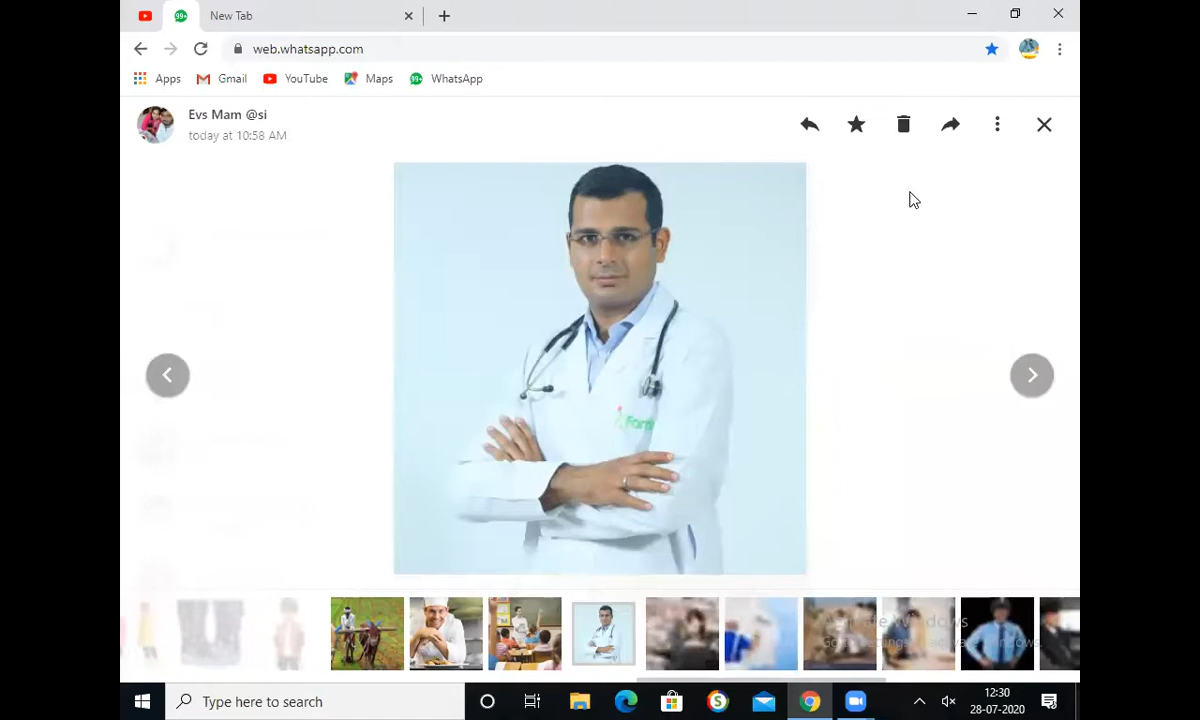 New Tab
web.whatsapp.com
Apps
Gmail
YouTube
Maps
WhatsApp
Evs Mam @si
today at 10:58 AM
Type here to search
12:30
28-07-2020